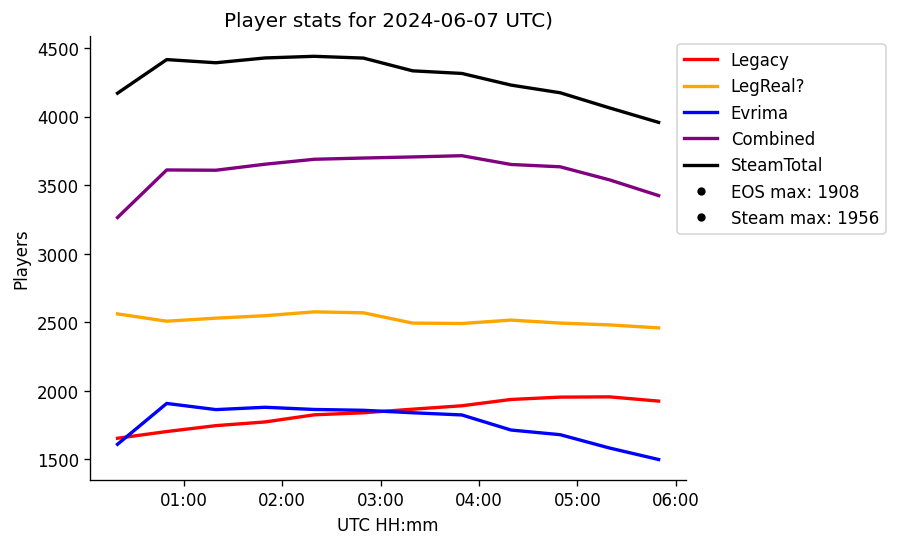 Player stats for 2024-06-07 UTC)
4500
4000
3500
3000
2500
2000
1500
Players
01:00 02:00 03:00 04:00 05:00 06:00
UTC HH:mm
Legacy
LegReal?
Evrima
Combined
SteamTotal
EOS max: 1908
Steam max: 1956